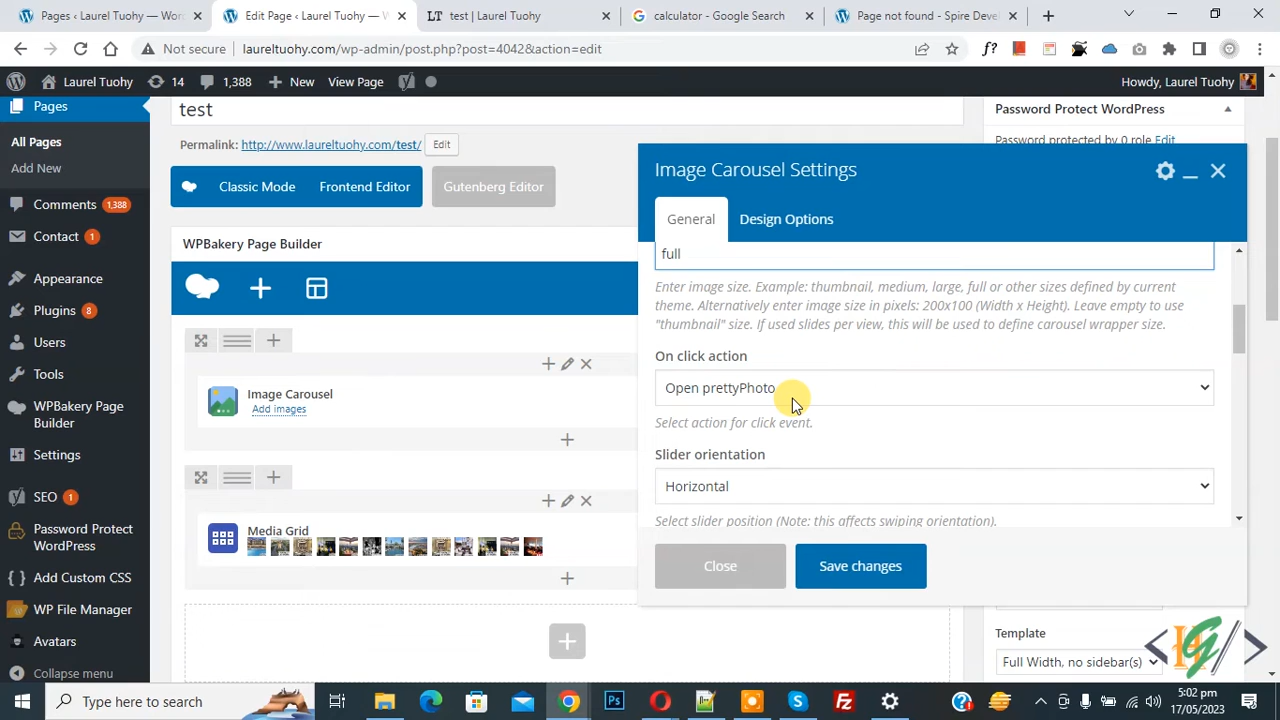 Pages ‹ Laurel Tuohy — Wor
Edit Page ‹ Laurel Tuohy — W
LT test | Laurel Tuohy
calculator - Google Search
Page not found - Spire Devel
Not secure laureltuohy.com/wp-admin/post.php?post=4042&action=edit
Laurel Tuohy 14 1,388 New View Page Howdy, Laurel Tuohy
Pages
All Pages
Add New
Comments 1,388
Contact 1
Appearance
Plugins 8
Users
Tools
WPBakery Page
Builder
Settings
SEO 1
Password Protect
WordPress
Add Custom CSS
WP File Manager
Avatars
Collapse menu
test
Permalink: http://www.laureltuohy.com/test/ Edit
Classic Mode Frontend Editor Gutenberg Editor
WPBakery Page Builder
Image Carousel
Add images
Media Grid
Password Protect WordPress
Password protected by 0 role Edit
Image Carousel Settings
General Design Options
full
Enter image size. Example: thumbnail, medium, large, full or other sizes defined by current
theme. Alternatively enter image size in pixels: 200x100 (Width x Height). Leave empty to use
"thumbnail" size. If used slides per view, this will be used to define carousel wrapper size.
On click action
Open prettyPhoto
Select action for click event.
Slider orientation
Horizontal
Select slider position (Note: this affects swiping orientation).
Close Save changes
Template
Full Width, no sidebar(s)
Type here to search
5:02 pm
17/05/2023